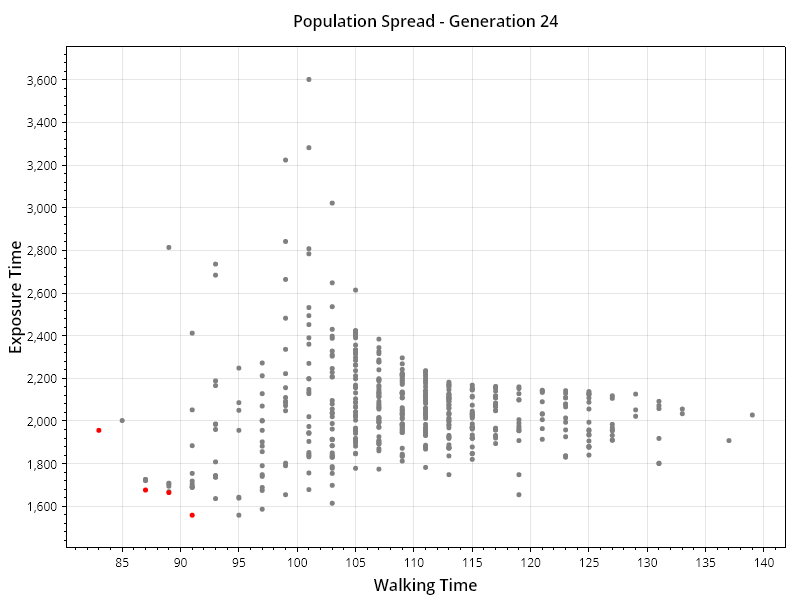 Population Spread - Generation 24
3,600
3,400
3,200
3,000
2,800
2,600
2,400
2,200
2,000
1,800
1,600
Exposure Time
85 90 95 100 105 110 115 120 125 130 135 140
Walking Time